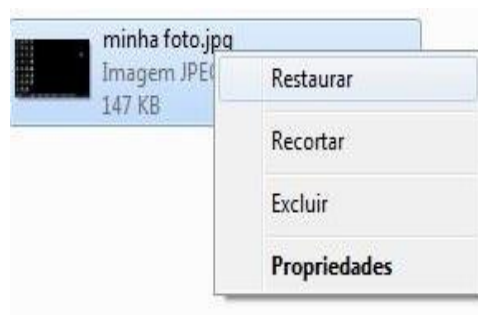 minha foto.jpg
Imagem JPEG
147 KB
Restaurar
Recortar
Excluir
Propriedades